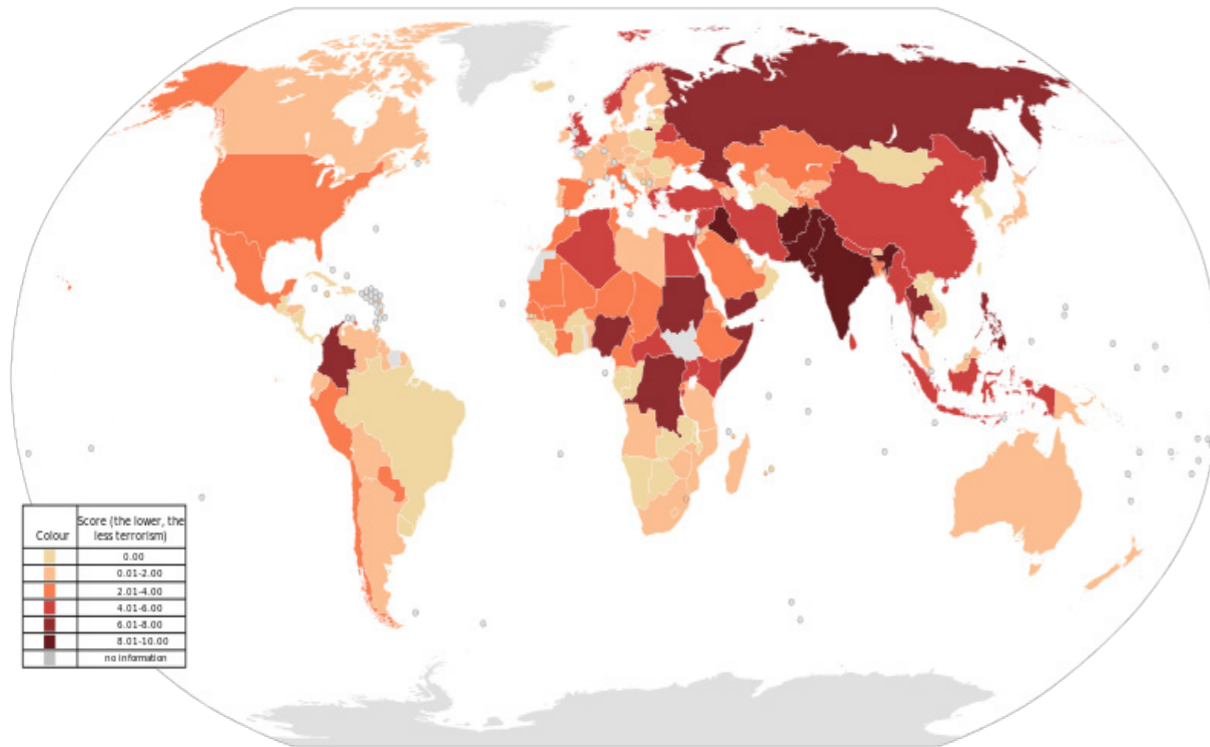 Colour
Score (the lower, the
less terrorism)
0.00
0.01-2.00
2.01-4.00
4.01-6.00
6.01-8.00
8.01-10.00
no information